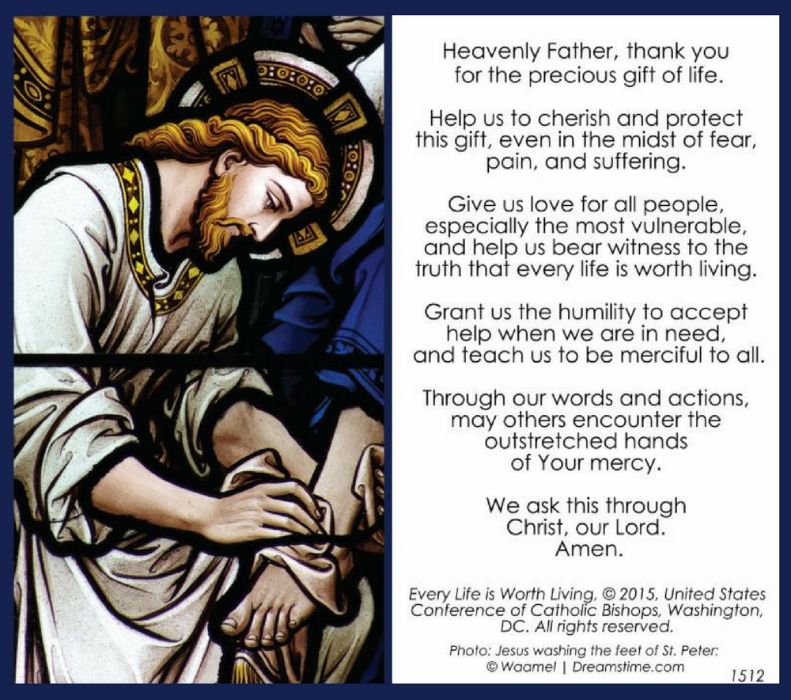 Heavenly Father, thank you
for the precious gift of life.
Help us to cherish and protect
this gift, even in the midst of fear,
pain, and suffering.
Give us love for all people,
especially the most vulnerable,
and help us bear witness to the
truth that every life is worth living.
Grant us the humility to accept
help when we are in need,
and teach us to be merciful to all.
Through our words and actions,
may others encounter the
outstretched hands
of Your mercy.
We ask this through
Christ, our Lord.
Amen.
Every Life is Worth Living, © 2015, United States
Conference of Catholic Bishops, Washington,
DC. All rights reserved.
Photo: Jesus washing the feet of St. Peter:
© Waamel | Dreamstime.com
1512